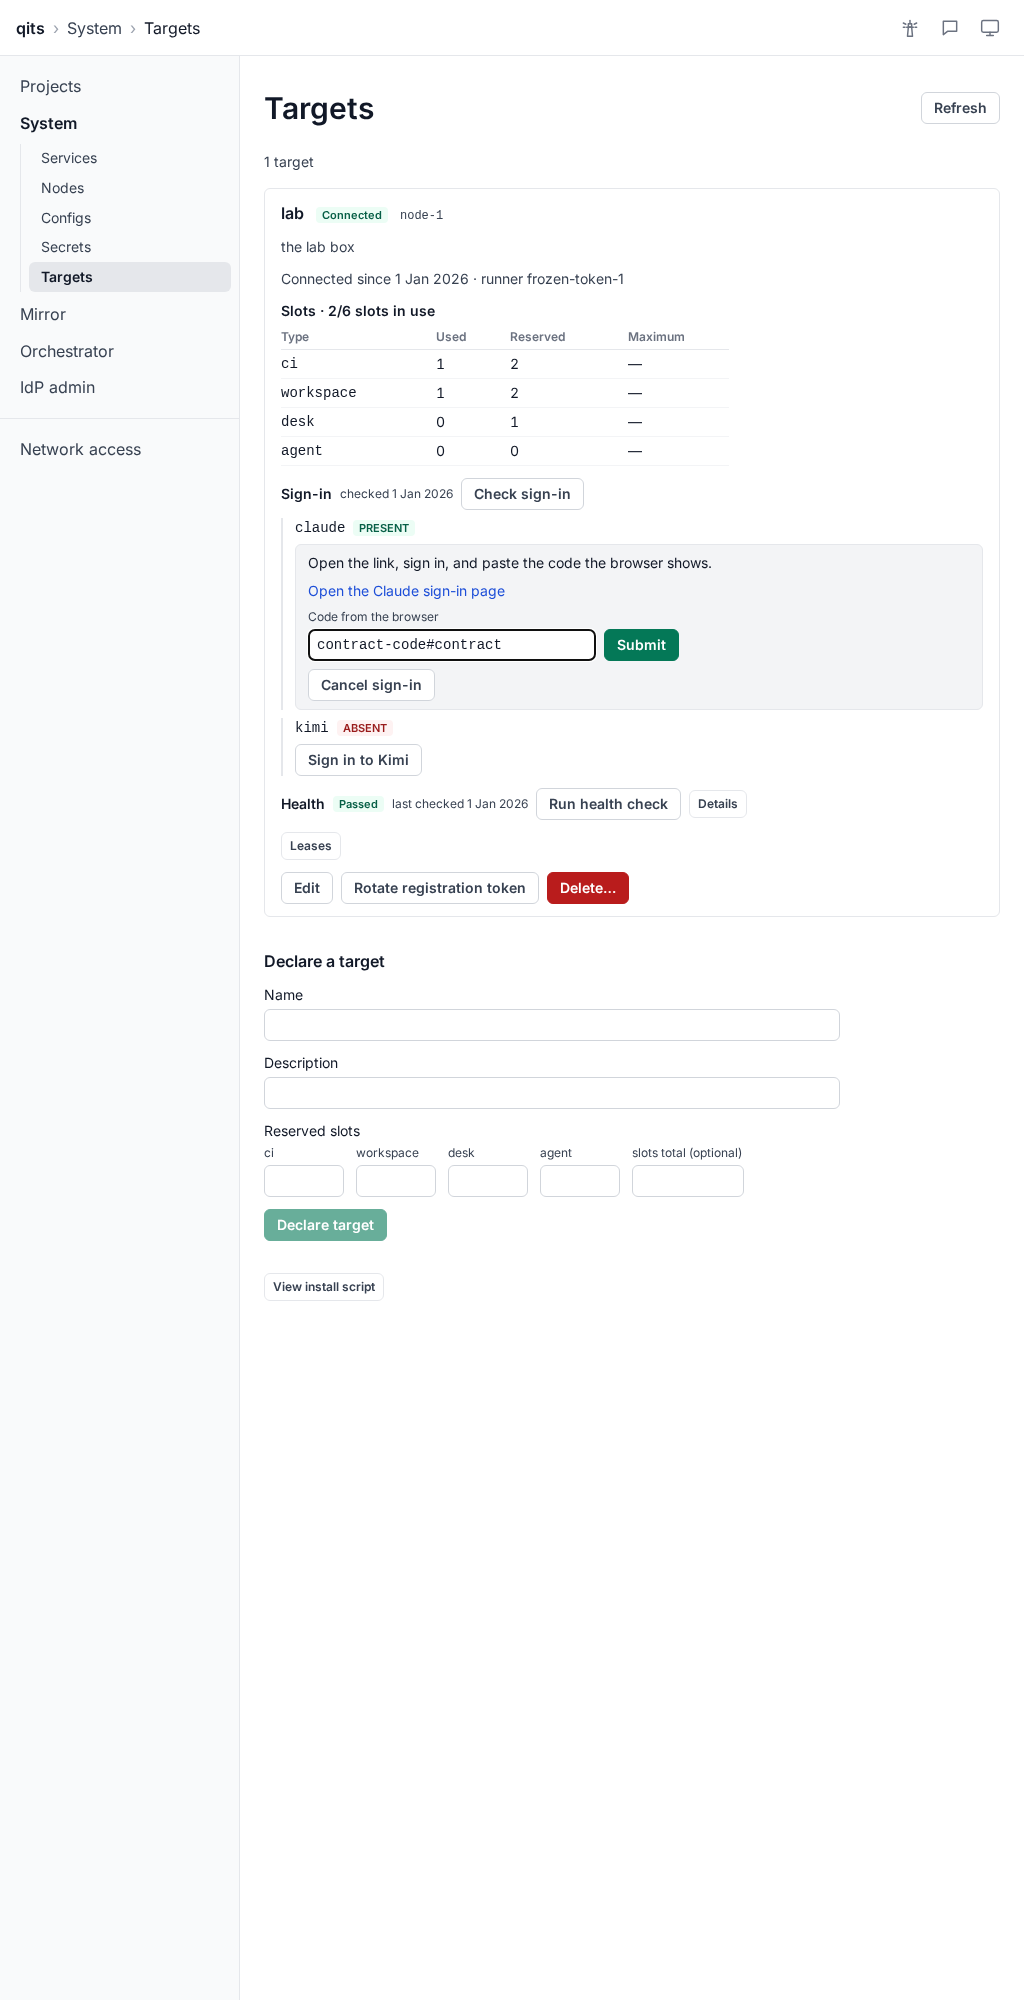 qits › System › Targets
Projects
System
Services
Nodes
Configs
Secrets
Targets
Mirror
Orchestrator
IdP admin
Network access
Targets
Refresh
1 target
lab Connected node-1
the lab box
Connected since 1 Jan 2026 · runner frozen-token-1
Slots · 2/6 slots in use
Type Used Reserved Maximum
ci 1 2 —
workspace 1 2 —
desk 0 1 —
agent 0 0 —
Sign-in checked 1 Jan 2026 Check sign-in
claude PRESENT
Open the link, sign in, and paste the code the browser shows.
Open the Claude sign-in page
Code from the browser
contract-code#contract Submit
Cancel sign-in
kimi ABSENT
Sign in to Kimi
Health Passed last checked 1 Jan 2026 Run health check Details
Leases
Edit Rotate registration token Delete...
Declare a target
Name
Description
Reserved slots
ci workspace desk agent slots total (optional)
Declare target
View install script